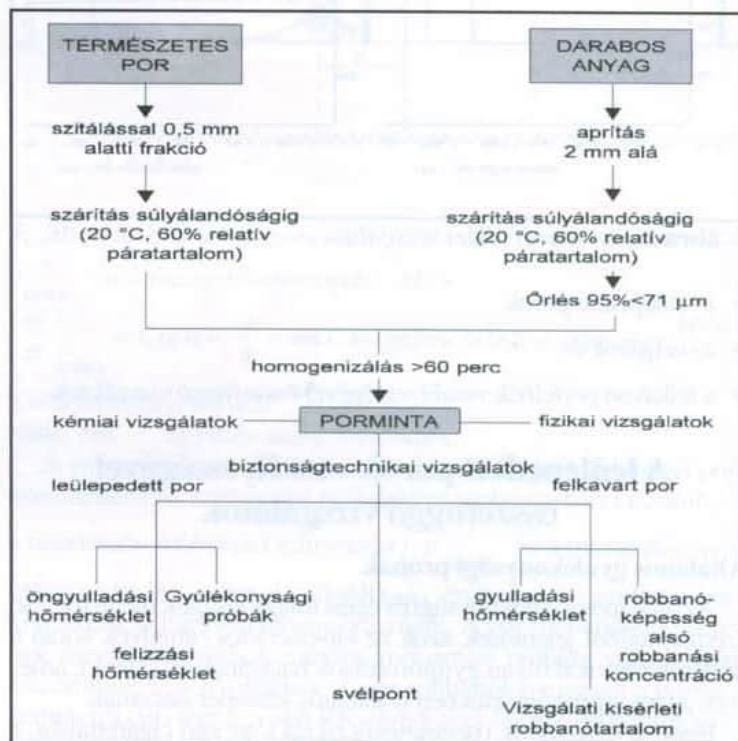 TERMÉSZETES
POR
szitálással 0,5 mm
alatti frakció
szárítás súlyálandóságig
(20 °C, 60% relatív
páratartalom)
DARABOS
ANYAG
aprítás
2 mm alá
szárítás súlyálandóságig
(20 °C, 60% relatív
páratartalom)
Őrlés 95%<71 µm
homogenizálás >60 perc
kémiai vizsgálatok
PORMINTA
fizikai vizsgálatok
biztonságtechnikai vizsgálatok
leülepedett por
felkavart por
öngyulladási
hőmérséklet
Gyúlékonysági
próbák
felizzási
hőmérséklet
svélpont
gyulladási
hőmérséklet
robbanó-
képesség
alsó
határási
koncentráció
Vizsgálati kísérleti
robbanótartalom